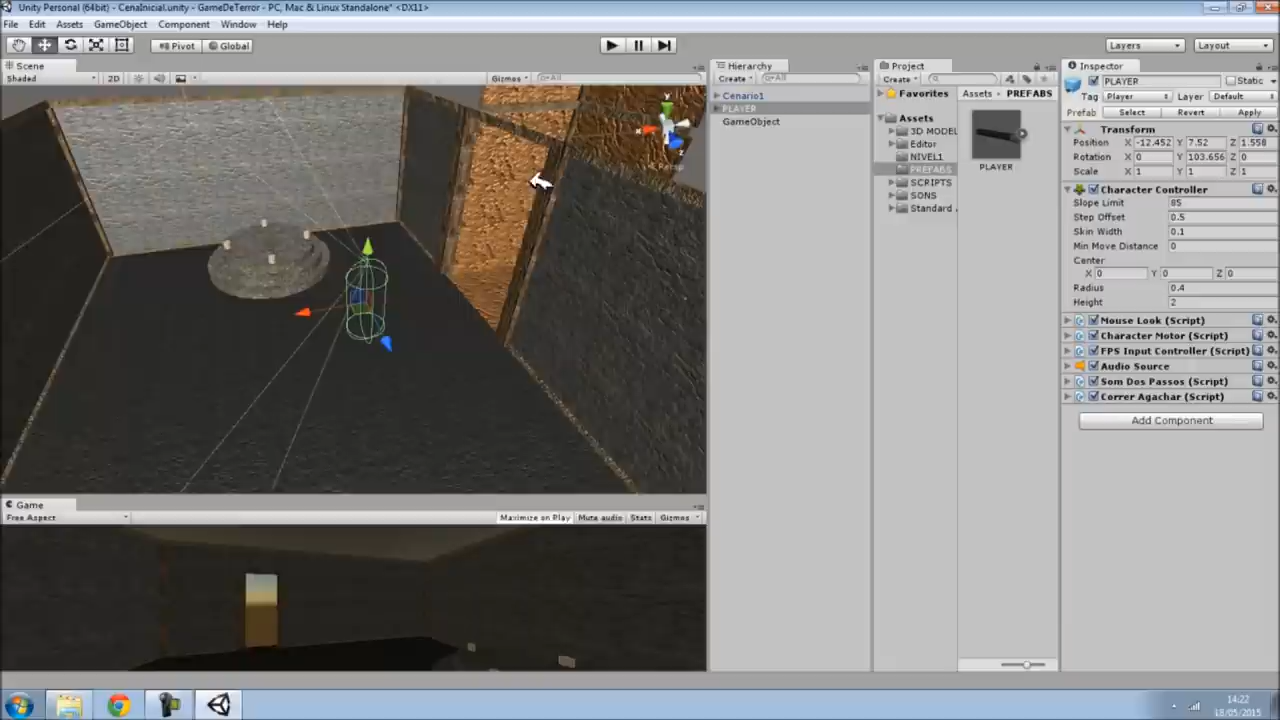 Unity Personal (64bit) - CenaInicial.unity - GameDeTerror - PC, Mac & Linux Standalone* <DX11>
File Edit Assets GameObject Component Window Help
Pivot Global Layers Layout
Scene
Shaded 2D Gizmos All
y
x
z
Persp
Game
Free Aspect Maximize on Play Mute audio Stats Gizmos
Hierarchy
Create All
Cenario1
PLAYER
GameObject
Project
Create
Favorites
Assets
3D MODEL
Editor
NIVEL1
PREFABS
SCRIPTS
SONS
Standard
Assets PREFABS
PLAYER
Inspector
PLAYER Static
Tag Player Layer Default
Prefab Select Revert Apply
Transform
Position X -12.452 Y 7.52 Z 1.558
Rotation X 0 Y 103.656 Z 0
Scale X 1 Y 1 Z 1
Character Controller
Slope Limit 85
Step Offset 0.5
Skin Width 0.1
Min Move Distance 0
Center
X 0 Y 0 Z 0
Radius 0.4
Height 2
Mouse Look (Script)
Character Motor (Script)
FPS Input Controller (Script)
Audio Source
Som Dos Passos (Script)
Correr Agachar (Script)
Add Component
14:22
18/05/2015